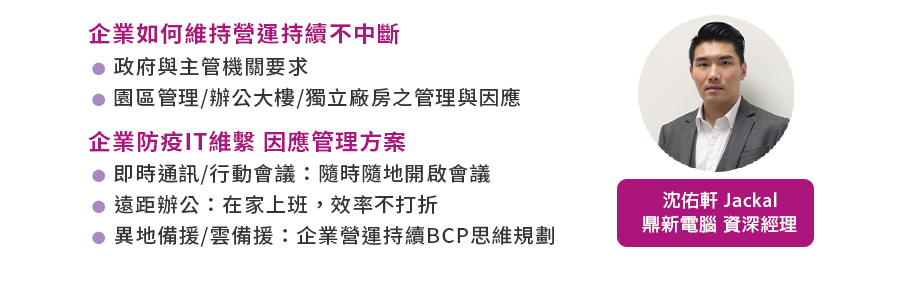 企業如何維持營運持續不中斷
政府與主管機關要求
園區管理/辦公大樓/獨立廠房之管理與因應
企業防疫IT維繫 因應管理方案
即時通訊/行動會議：隨時隨地開啟會議
遠距辦公：在家上班，效率不打折
異地備援/雲備援：企業營運持續BCP思維規劃
沈佑軒 Jackal
鼎新電腦 資深經理